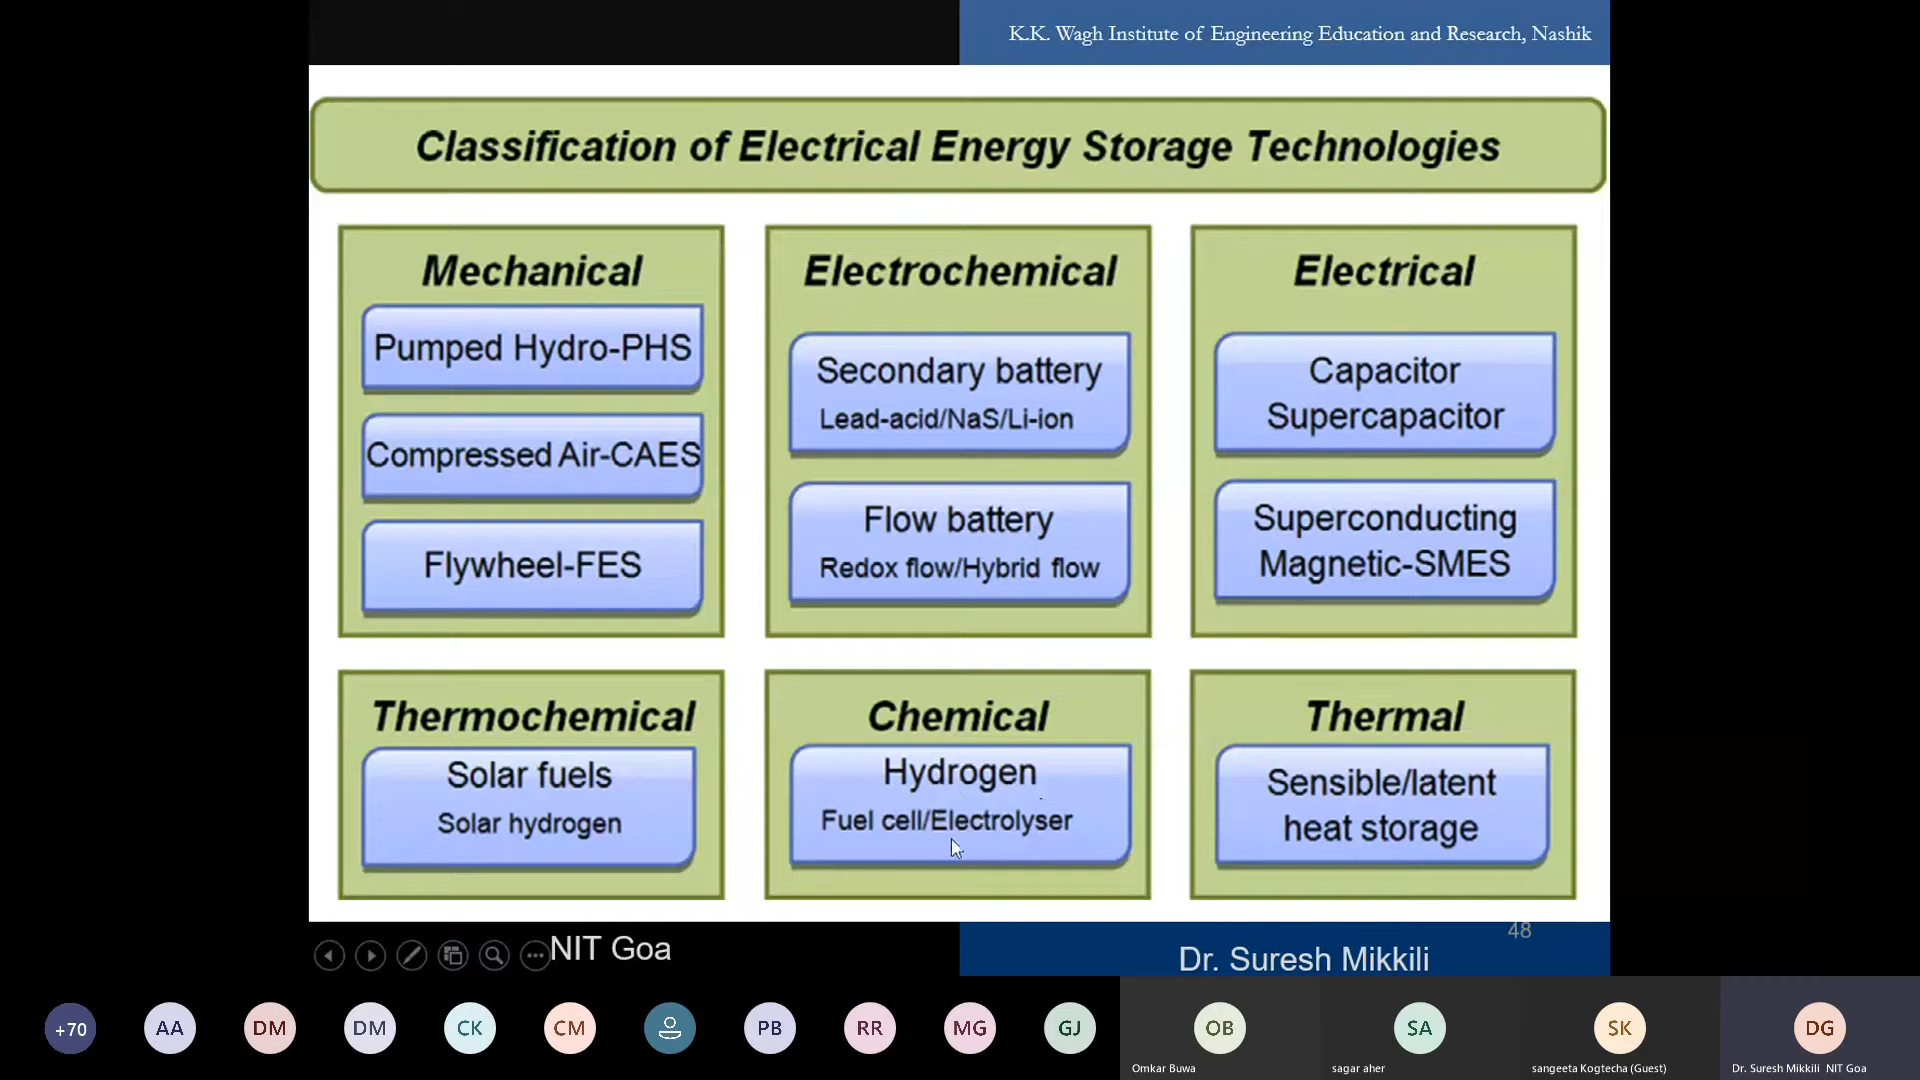 K.K. Wagh Institute of Engineering Education and Research, Nashik
Classification of Electrical Energy Storage Technologies
Mechanical
Pumped Hydro-PHS
Compressed Air-CAES
Flywheel-FES
Electrochemical
Secondary battery
Lead-acid/NaS/Li-ion
Flow battery
Redox flow/Hybrid flow
Electrical
Capacitor
Supercapacitor
Superconducting
Magnetic-SMES
Thermochemical
Solar fuels
Solar hydrogen
Chemical
Hydrogen
Fuel cell/Electrolyser
Thermal
Sensible/latent
heat storage
48
NIT Goa
Dr. Suresh Mikkili
+70
AA
DM
DM
CK
CM
PB
RR
MG
GJ
OB
Omkar Buwa
SA
sagar aher
SK
sangeeta Kogtecha (Guest)
DG
Dr. Suresh Mikkili NIT Goa